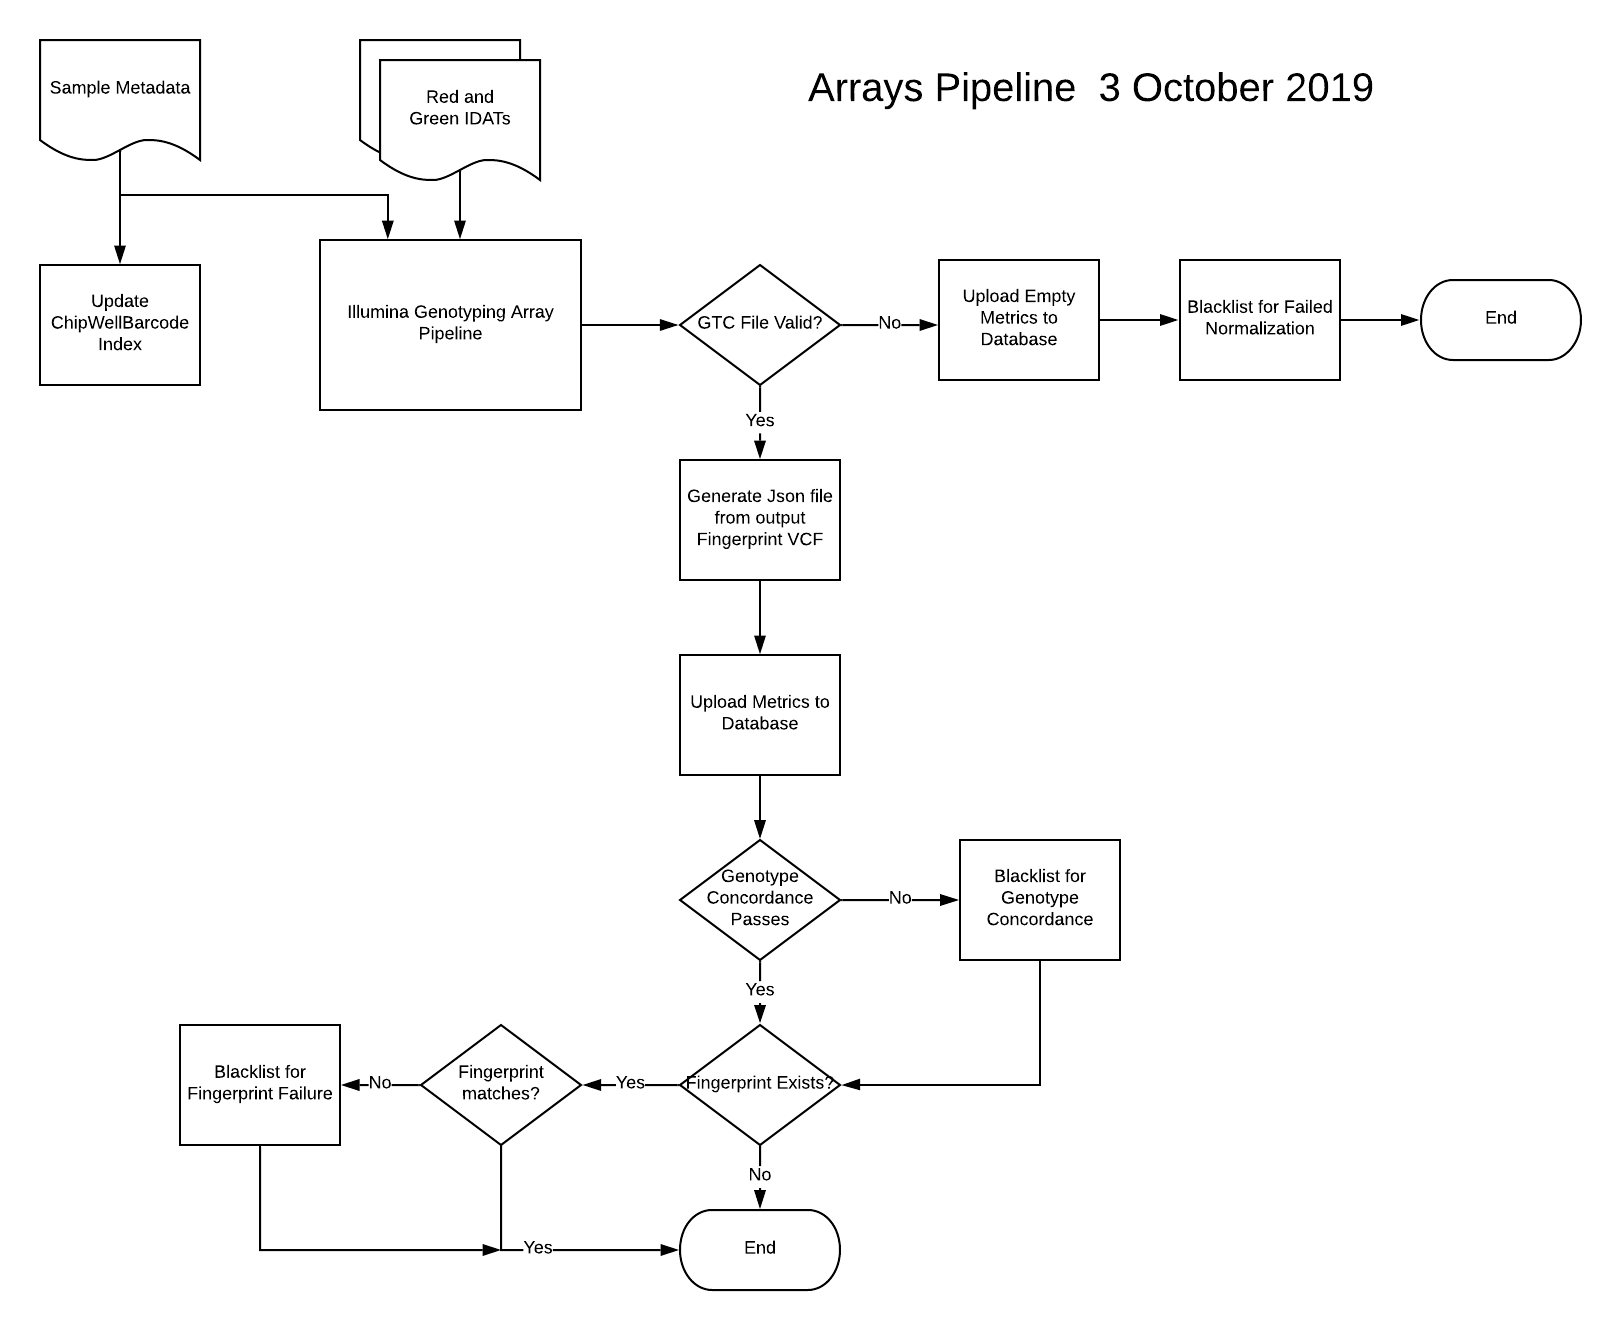 Arrays Pipeline  3 October 2019
Sample Metadata
Red and
Green IDATs
Update
ChipWellBarcode
Index
Illumina Genotyping Array
Pipeline
GTC File Valid?
No
Upload Empty
Metrics to
Database
Blacklist for Failed
Normalization
End
Yes
Generate Json file
from output
Fingerprint VCF
Upload Metrics to
Database
Genotype
Concordance
Passes
No
Blacklist for
Genotype
Concordance
Yes
Fingerprint Exists?
Yes
Fingerprint
matches?
No
Blacklist for
Fingerprint Failure
No
Yes
End